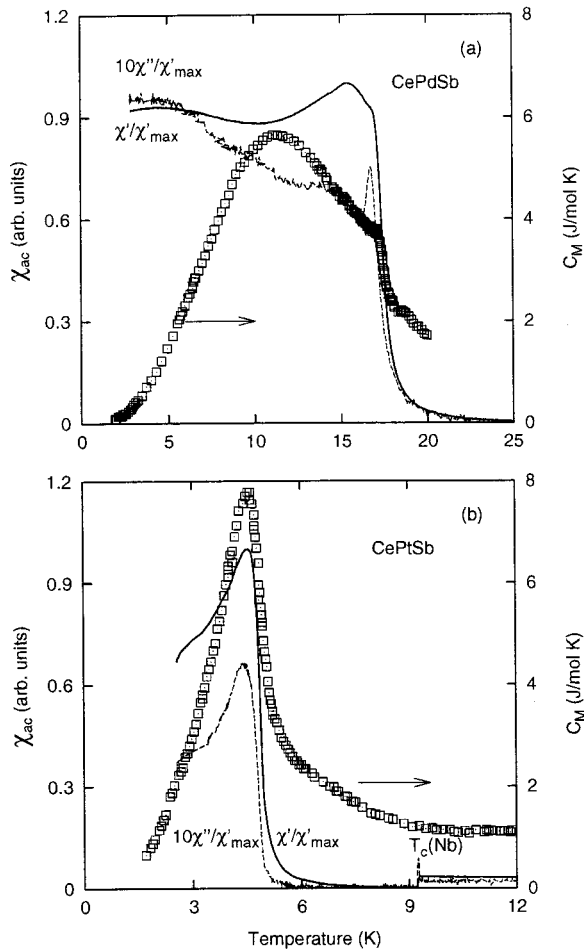 1.2
0.9
0.6
0.3
0
χac (arb. units)
8
6
4
2
0
CM (J/mol K)
(a)
CePdSb
10χ''/χ'max
χ'/χ'max
0 5 10 15 20 25
1.2
0.9
0.6
0.3
0
χac (arb. units)
8
6
4
2
0
CM (J/mol K)
(b)
CePtSb
10χ''/χ'max
χ'/χ'max
Tc(Nb)
0 3 6 9 12
Temperature (K)